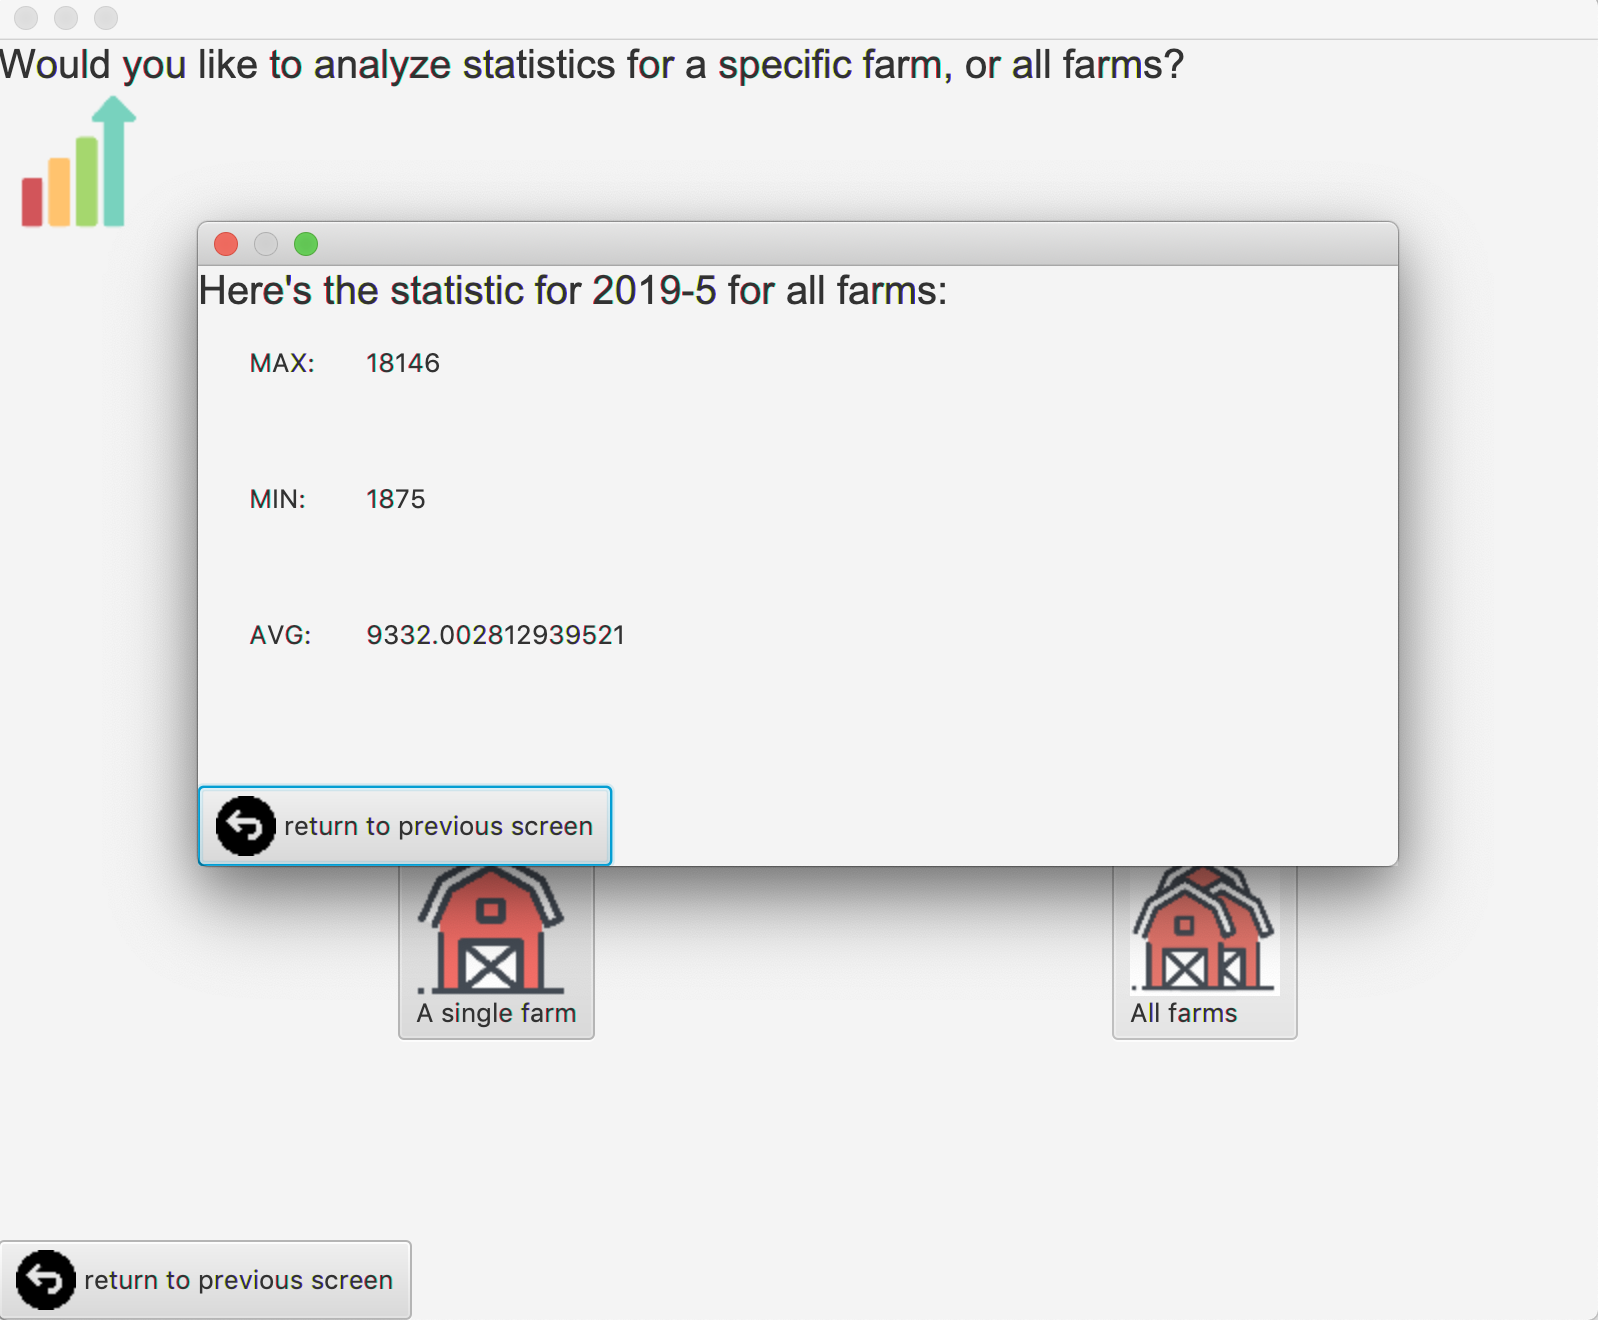 Would you like to analyze statistics for a specific farm, or all farms?
Here's the statistic for 2019-5 for all farms:
MAX: 18146
MIN: 1875
AVG: 9332.002812939521
return to previous screen
A single farm
All farms
return to previous screen